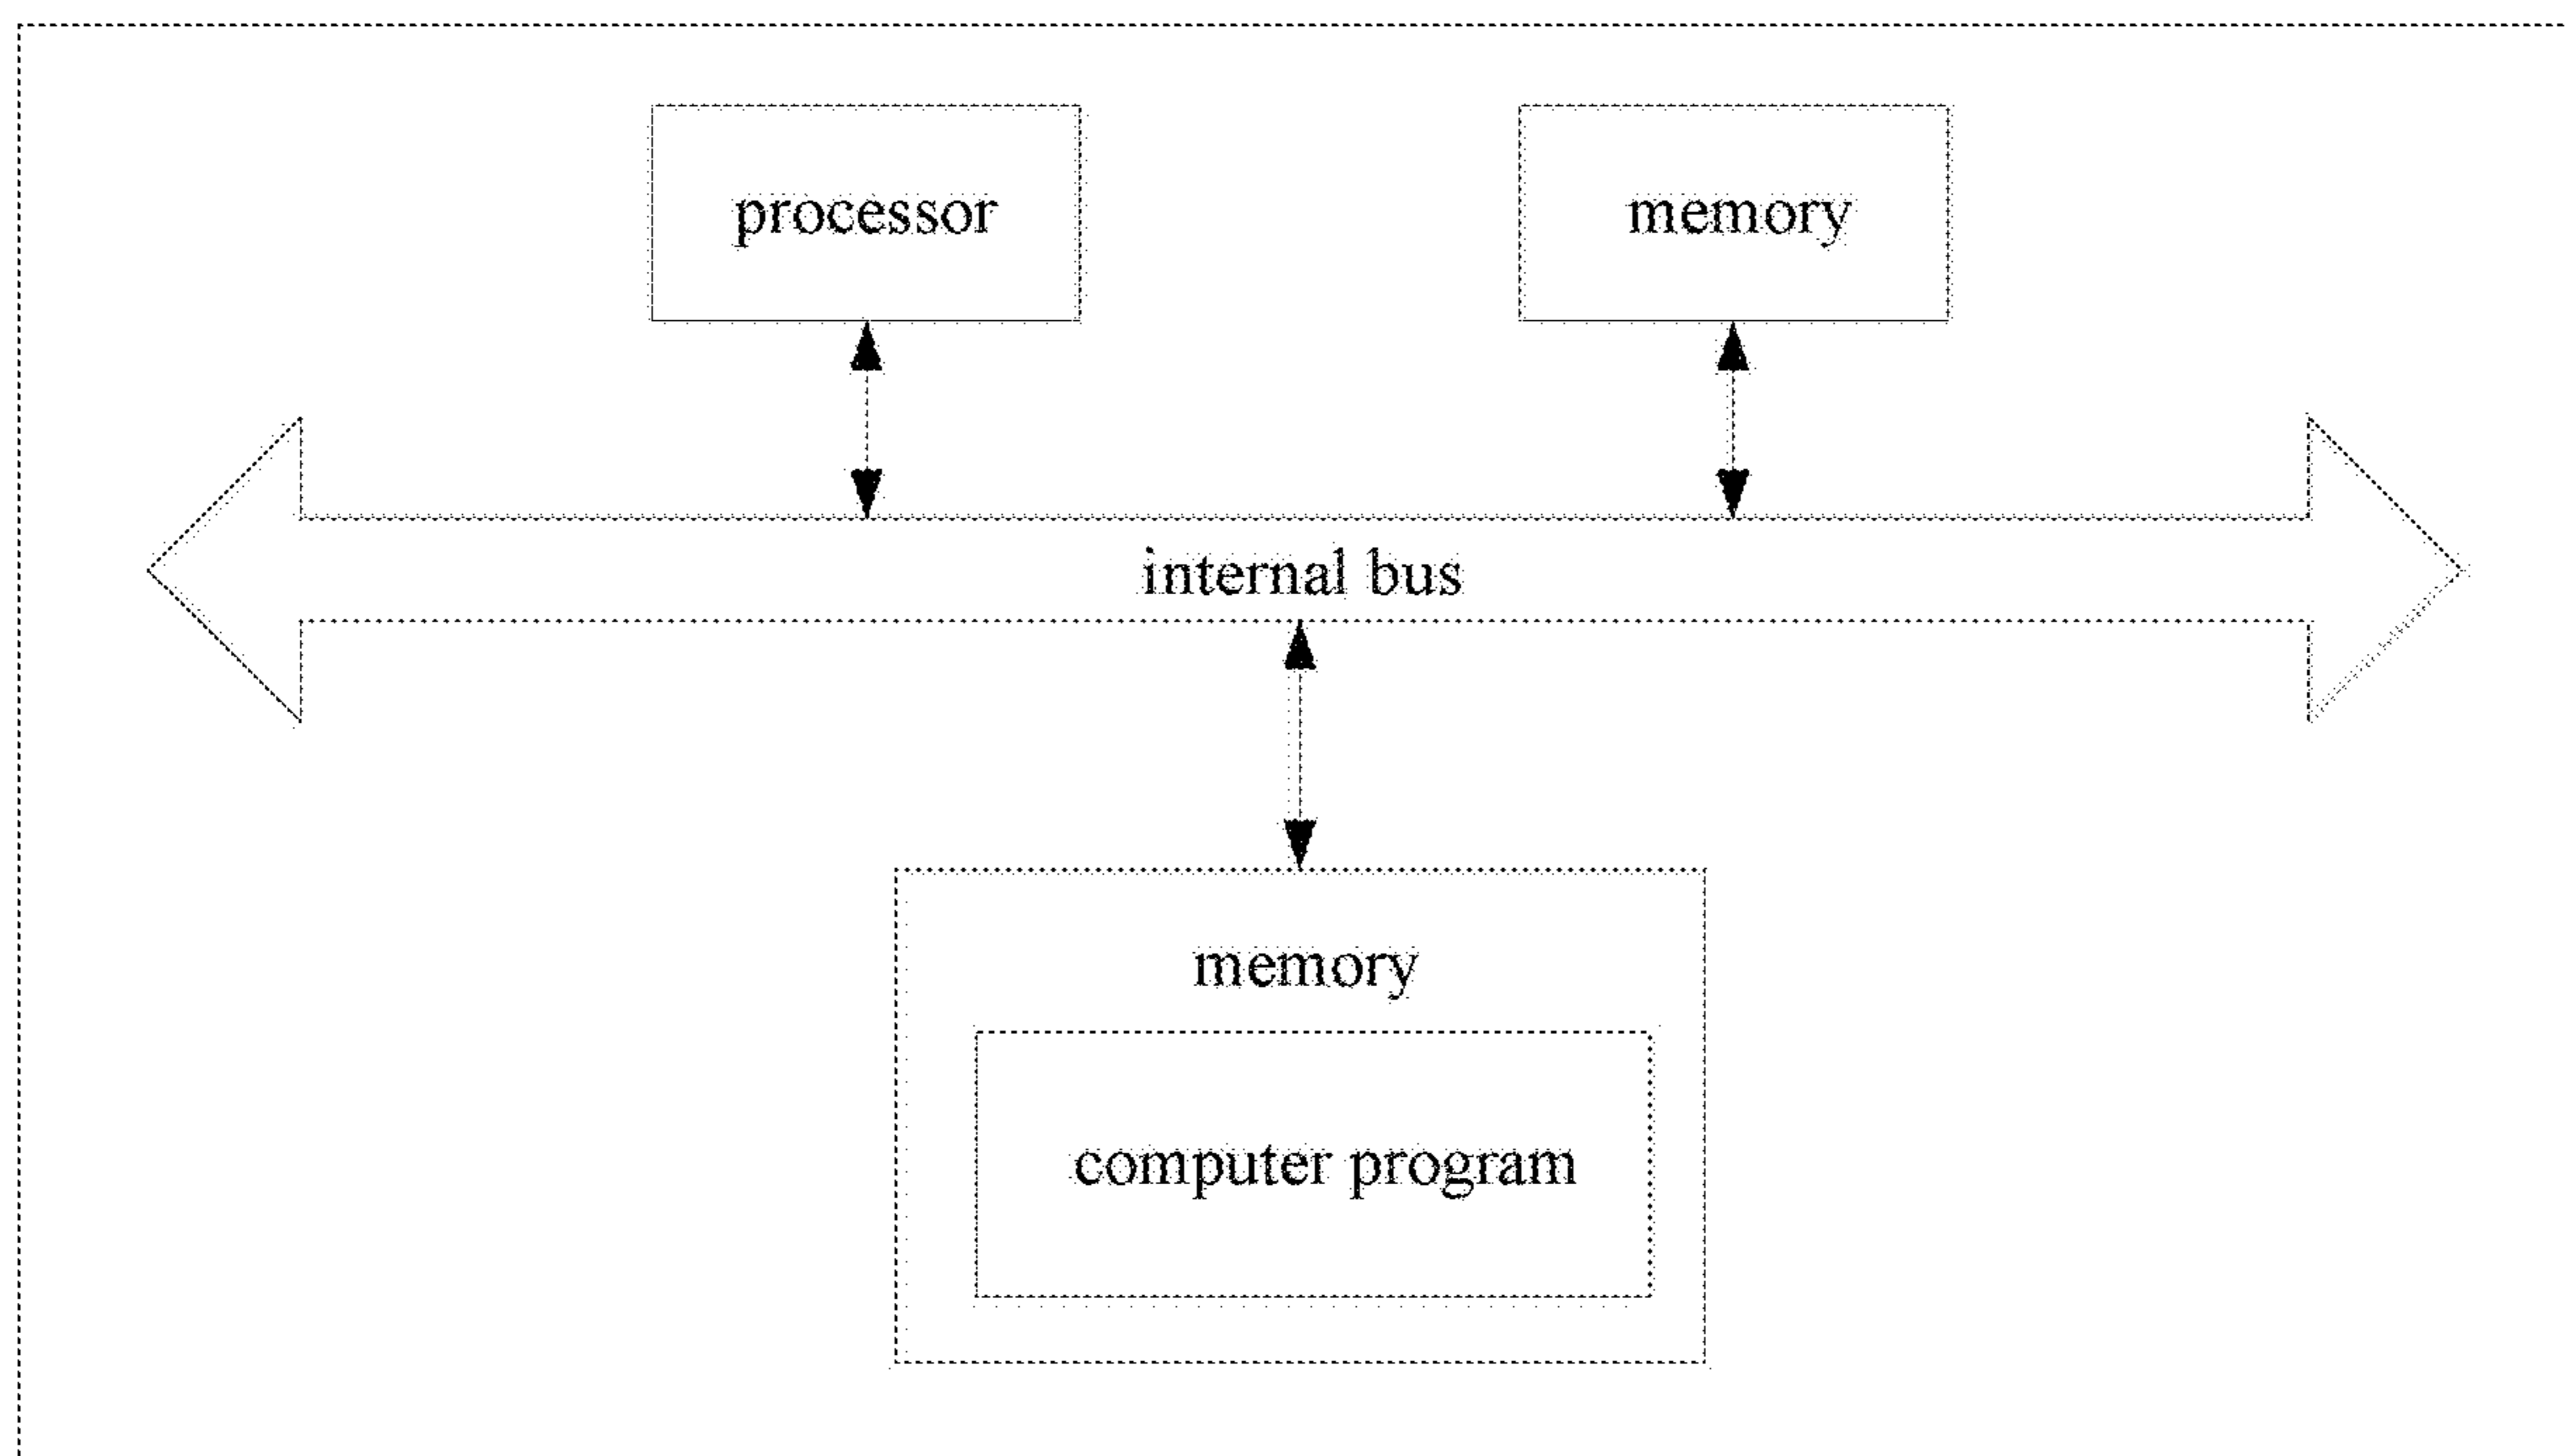 processor
memory
internal bus
memory
computer program